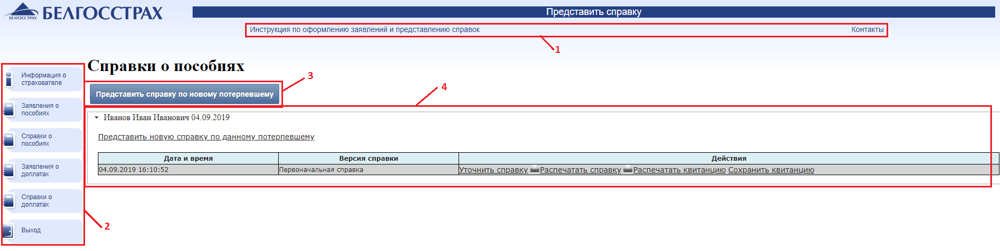 БЕЛГОССТРАХ
БЕЛГОССТРАХ
Представить справку
Инструкция по оформлению заявлений и представлению справок Контакты
1
Информация о
страхователе
Заявления о
пособиях
Справки о
пособиях
Заявления о
доплатах
Справки о
доплатах
Выход
2
Справки о пособиях
Представить справку по новому потерпевшему
3
4
Иванов Иван Иванович 04.09.2019
Представить новую справку по данному потерпевшему
Дата и время Версия справки Действия
04.09.2019 16:10:52 Первоначальная справка Уточнить справку Распечатать справку Распечатать квитанцию Сохранить квитанцию